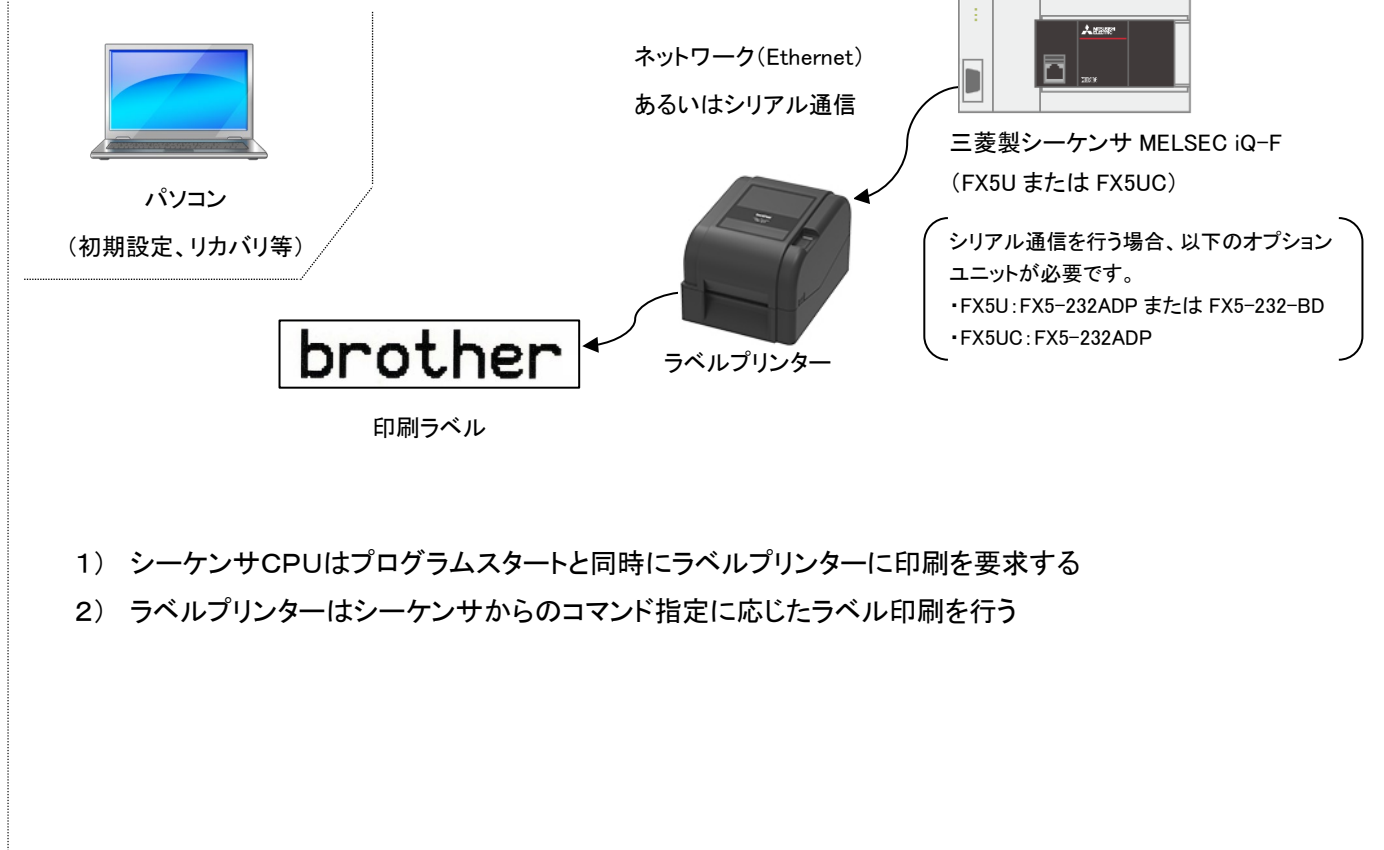 ネットワーク(Ethernet)
あるいはシリアル通信
MITSUBISHI
ELECTRIC
三菱製シーケンサ MELSEC iQ-F
(FX5U または FX5UC)
パソコン
(初期設定、リカバリ等)
シリアル通信を行う場合、以下のオプション
ユニットが必要です。
・FX5U:FX5-232ADP または FX5-232-BD
・FX5UC:FX5-232ADP
ラベルプリンター
brother
印刷ラベル
1) シーケンサCPUはプログラムスタートと同時にラベルプリンターに印刷を要求する
2) ラベルプリンターはシーケンサからのコマンド指定に応じたラベル印刷を行う